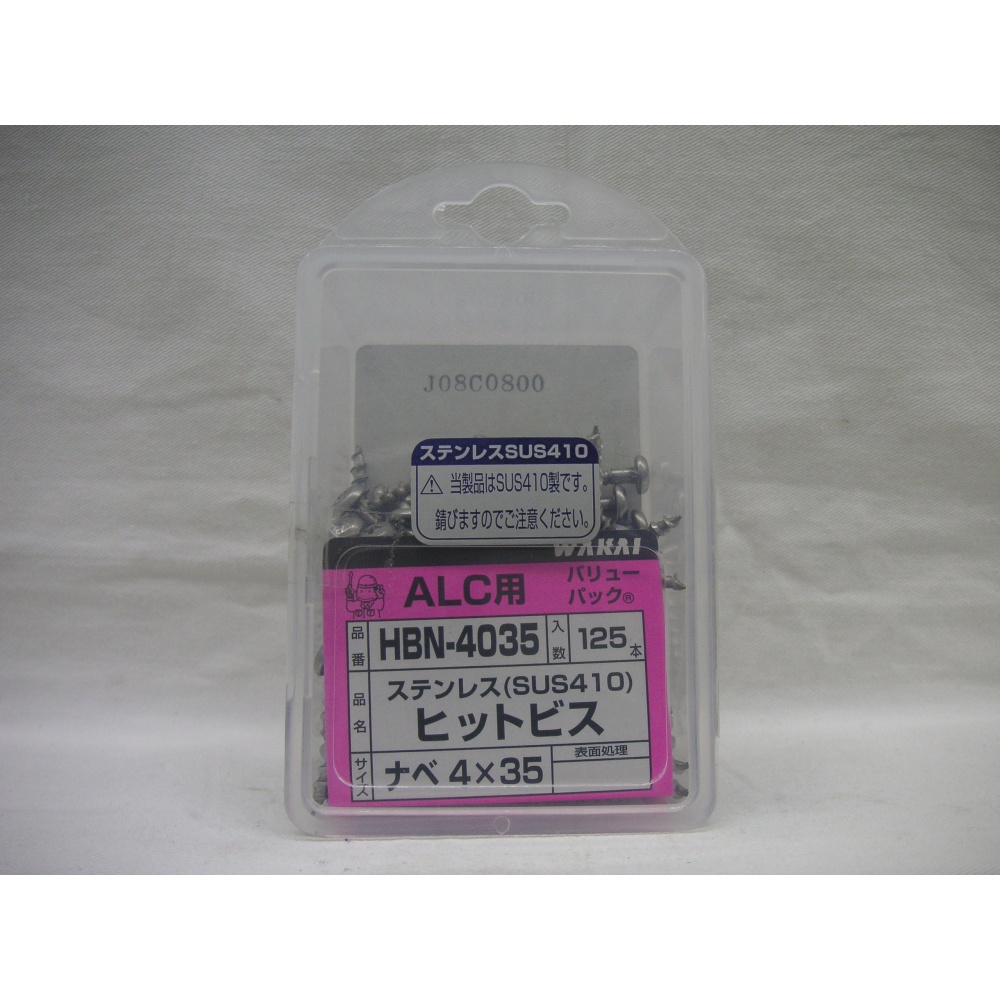 J08C0800
ステンレスSUS410
⚠ 当製品はSUS410製です。
錆びますのでご注意ください。
WAKAI
ALC用
バリュー
パック®
品番 HBN-4035 入数 125本
品名 ステンレス(SUS410)
ヒットビス
サイズ ナベ 4×35 表面処理